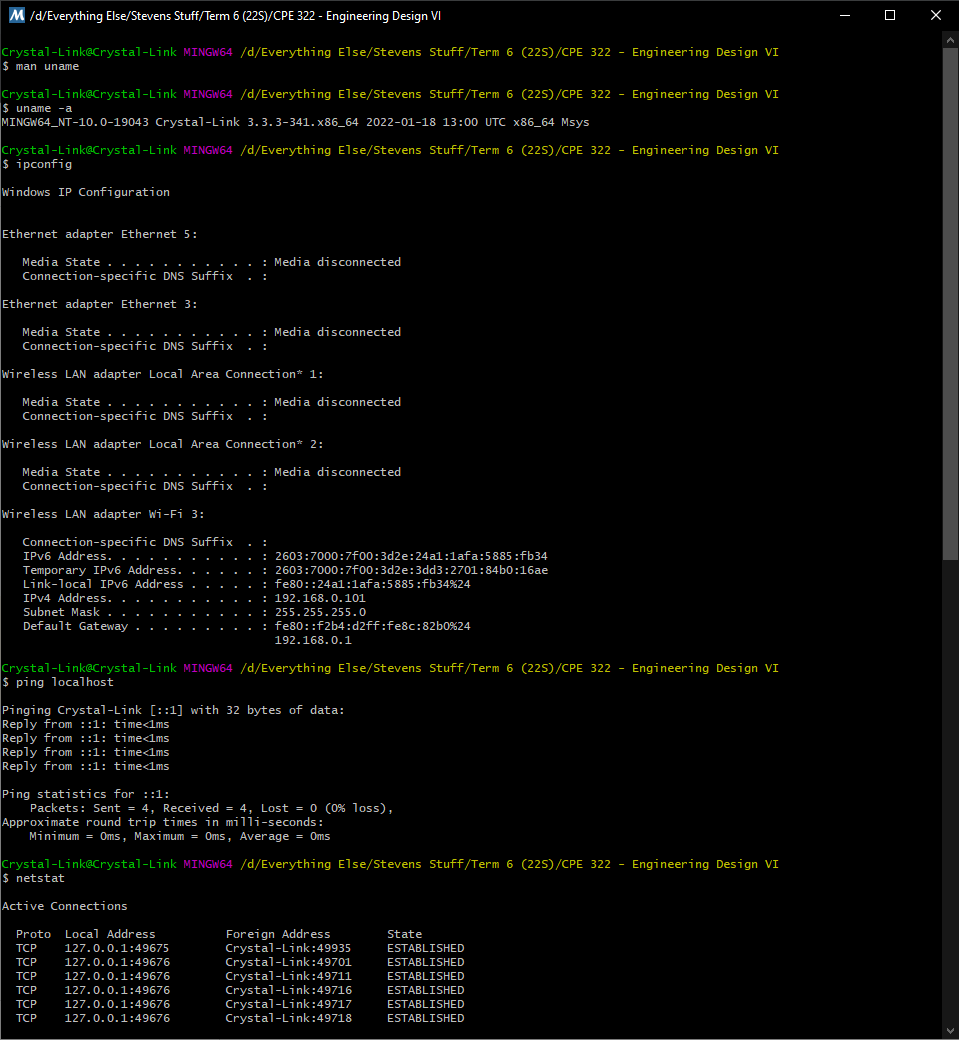 /d/Everything Else/Stevens Stuff/Term 6 (22S)/CPE 322 - Engineering Design VI
Crystal-Link@Crystal-Link MINGW64 /d/Everything Else/Stevens Stuff/Term 6 (22S)/CPE 322 - Engineering Design VI
$ man uname
Crystal-Link@Crystal-Link MINGW64 /d/Everything Else/Stevens Stuff/Term 6 (22S)/CPE 322 - Engineering Design VI
$ uname -a
MINGW64_NT-10.0-19043 Crystal-Link 3.3.3-341.x86_64 2022-01-18 13:00 UTC x86_64 Msys
Crystal-Link@Crystal-Link MINGW64 /d/Everything Else/Stevens Stuff/Term 6 (22S)/CPE 322 - Engineering Design VI
$ ipconfig
Windows IP Configuration
Ethernet adapter Ethernet 5:
Media State . . . . . . . . . . . : Media disconnected
Connection-specific DNS Suffix  . :
Ethernet adapter Ethernet 3:
Media State . . . . . . . . . . . : Media disconnected
Connection-specific DNS Suffix  . :
Wireless LAN adapter Local Area Connection* 1:
Media State . . . . . . . . . . . : Media disconnected
Connection-specific DNS Suffix  . :
Wireless LAN adapter Local Area Connection* 2:
Media State . . . . . . . . . . . : Media disconnected
Connection-specific DNS Suffix  . :
Wireless LAN adapter Wi-Fi 3:
Connection-specific DNS Suffix  . :
IPv6 Address. . . . . . . . . . . : 2603:7000:7f00:3d2e:24a1:1afa:5885:fb34
Temporary IPv6 Address. . . . . . : 2603:7000:7f00:3d2e:3dd3:2701:84b0:16ae
Link-local IPv6 Address . . . . . : fe80::24a1:1afa:5885:fb34%24
IPv4 Address. . . . . . . . . . . : 192.168.0.101
Subnet Mask . . . . . . . . . . . : 255.255.255.0
Default Gateway . . . . . . . . . : fe80::f2b4:d2ff:fe8c:82b0%24
192.168.0.1
Crystal-Link@Crystal-Link MINGW64 /d/Everything Else/Stevens Stuff/Term 6 (22S)/CPE 322 - Engineering Design VI
$ ping localhost
Pinging Crystal-Link [::1] with 32 bytes of data:
Reply from ::1: time<1ms
Reply from ::1: time<1ms
Reply from ::1: time<1ms
Reply from ::1: time<1ms
Ping statistics for ::1:
Packets: Sent = 4, Received = 4, Lost = 0 (0% loss),
Approximate round trip times in milli-seconds:
Minimum = 0ms, Maximum = 0ms, Average = 0ms
Crystal-Link@Crystal-Link MINGW64 /d/Everything Else/Stevens Stuff/Term 6 (22S)/CPE 322 - Engineering Design VI
$ netstat
Active Connections
Proto  Local Address          Foreign Address        State
TCP    127.0.0.1:49675        Crystal-Link:49935     ESTABLISHED
TCP    127.0.0.1:49676        Crystal-Link:49701     ESTABLISHED
TCP    127.0.0.1:49676        Crystal-Link:49711     ESTABLISHED
TCP    127.0.0.1:49676        Crystal-Link:49716     ESTABLISHED
TCP    127.0.0.1:49676        Crystal-Link:49717     ESTABLISHED
TCP    127.0.0.1:49676        Crystal-Link:49718     ESTABLISHED